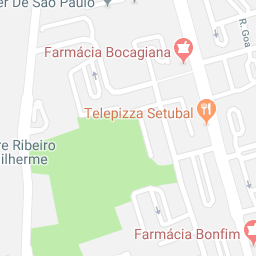 er De São Paulo
R. Goa
Farmácia Bocagiana
Telepizza Setubal
re Ribeiro
ilherme
Farmácia Bonfim